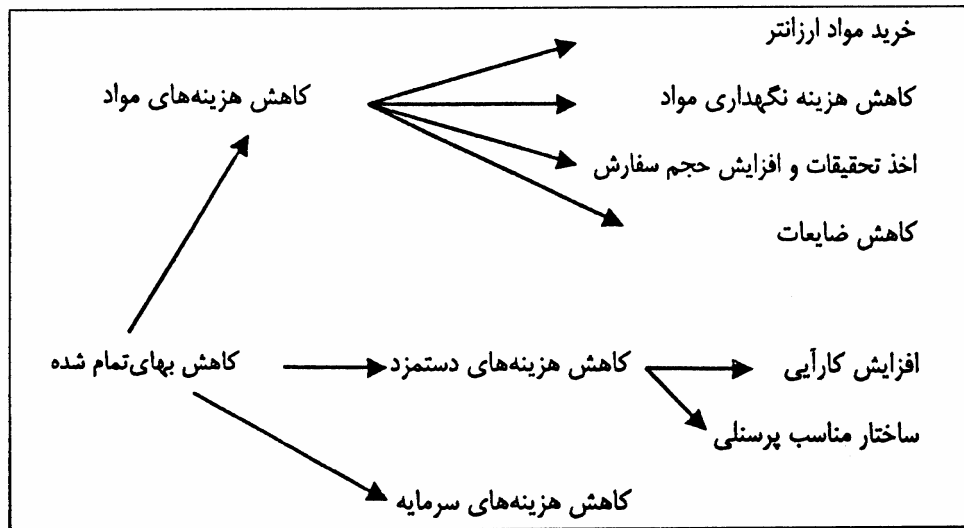 خرید مواد ارزانتر
کاهش هزینه‌های مواد
کاهش هزینه نگهداری مواد
اخذ تحقیقات و افزایش حجم سفارش
کاهش ضایعات
کاهش بهای‌تمام شده
کاهش هزینه‌های دستمزد
افزایش کارآیی
ساختار مناسب پرسنلی
کاهش هزینه‌های سرمایه